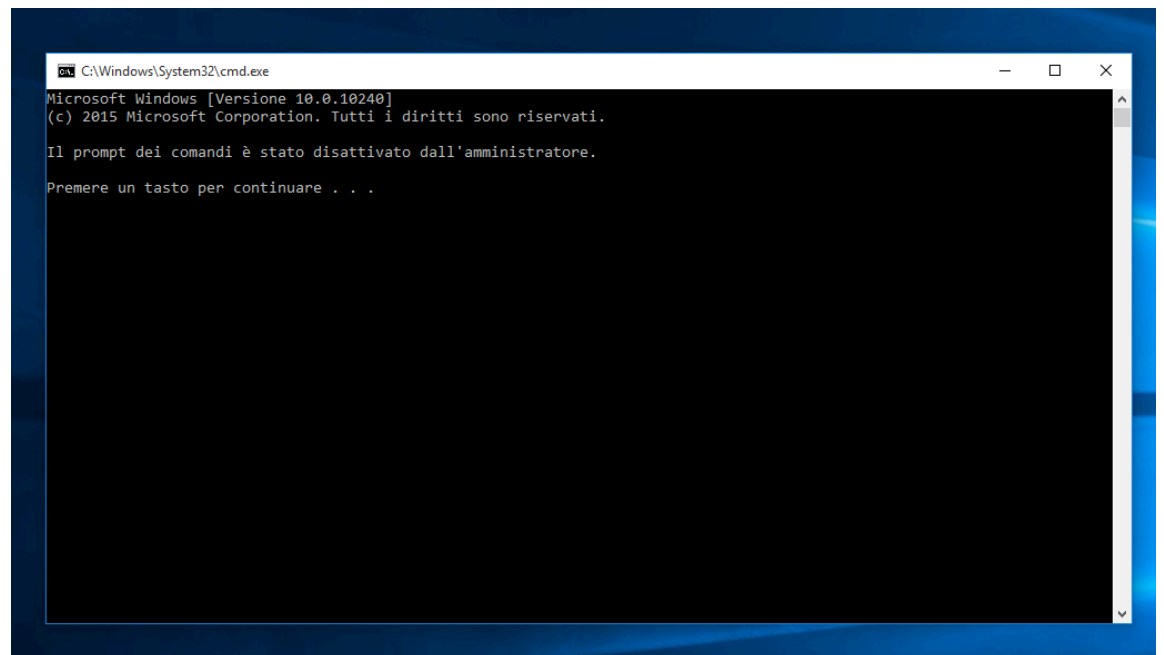 C:\Windows\System32\cmd.exe
Microsoft Windows [Versione 10.0.10240]
(c) 2015 Microsoft Corporation. Tutti i diritti sono riservati.
Il prompt dei comandi è stato disattivato dall'amministratore.
Premere un tasto per continuare . . .